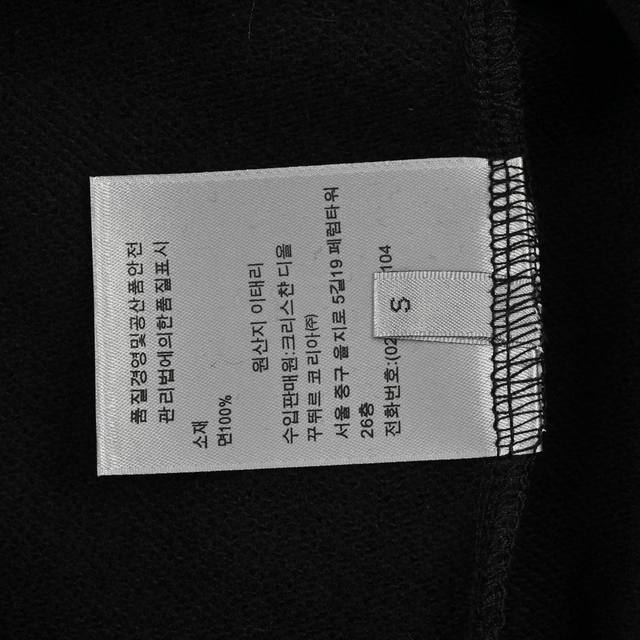 품질경영및공산품안전
관리법에의한품질표시
소재
면100%
원산지 이태리
수입판매원:크리스챤 디올
꾸뛰르 코리아(주)
서울 중구 을지로 5길19 페럼타워
26층
전화번호:(02
104
S